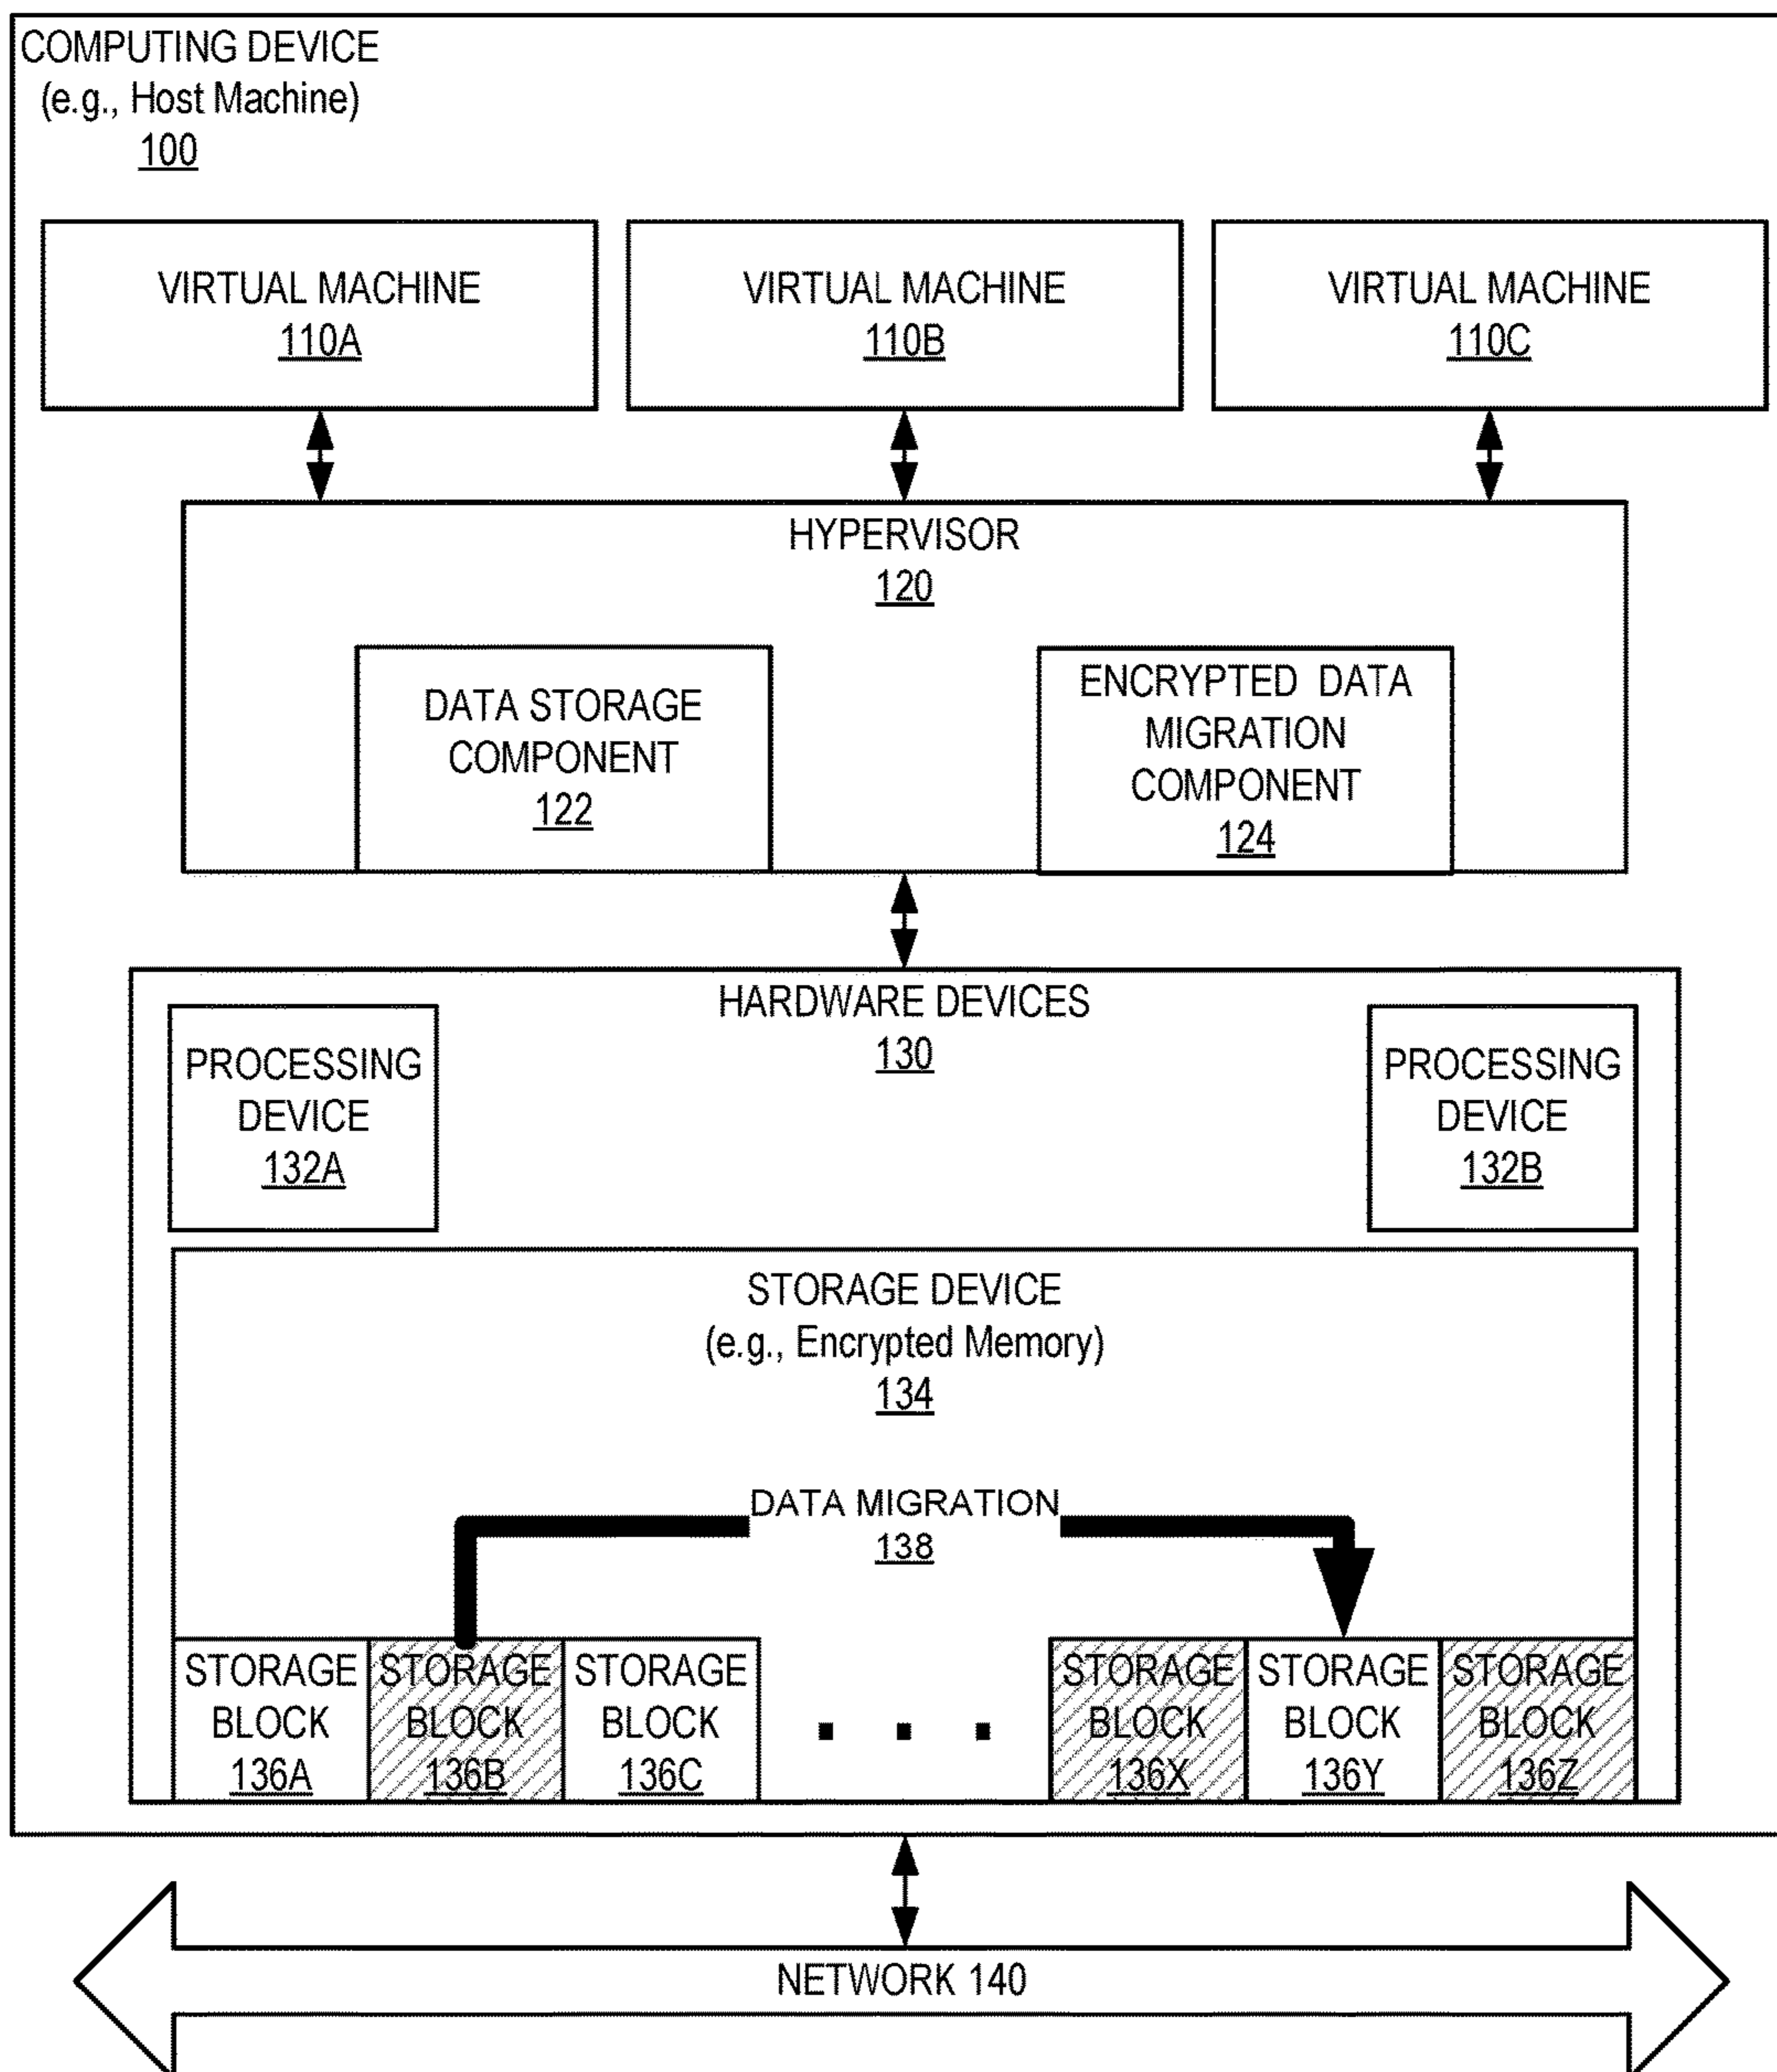 COMPUTING DEVICE
(e.g., Host Machine)
100
VIRTUAL MACHINE
110A
VIRTUAL MACHINE
110B
VIRTUAL MACHINE
110C
HYPERVISOR
120
DATA STORAGE
COMPONENT
122
ENCRYPTED DATA
MIGRATION
COMPONENT
124
HARDWARE DEVICES
130
PROCESSING
DEVICE
132A
PROCESSING
DEVICE
132B
STORAGE DEVICE
(e.g., Encrypted Memory)
134
DATA MIGRATION
138
STORAGE
BLOCK
136A
STORAGE
BLOCK
136B
STORAGE
BLOCK
136C
. . .
STORAGE
BLOCK
136X
STORAGE
BLOCK
136Y
STORAGE
BLOCK
136Z
NETWORK 140